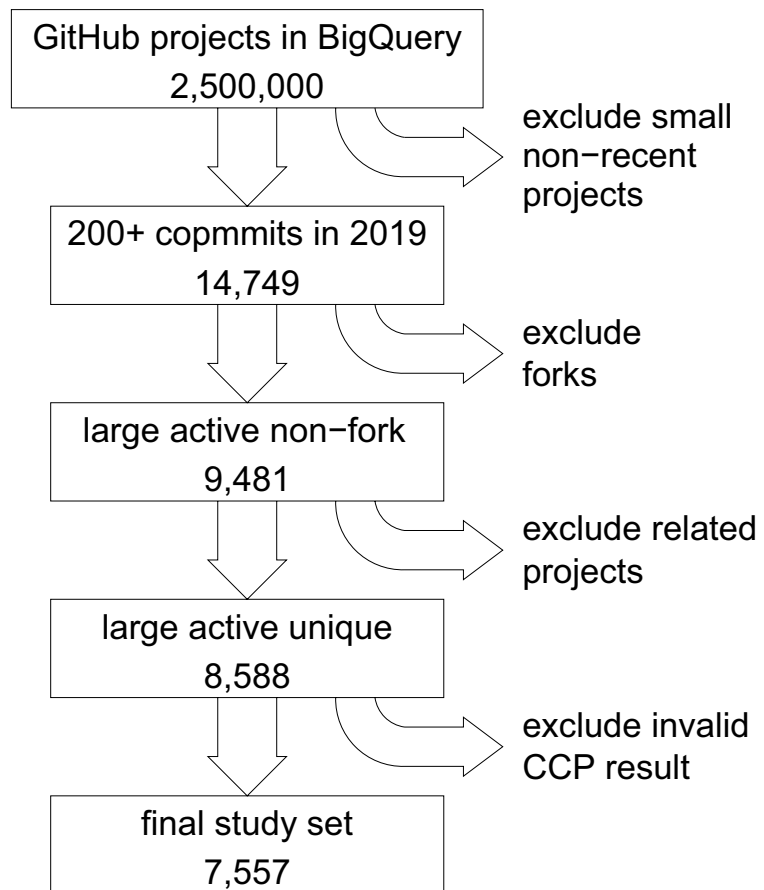 GitHub projects in BigQuery
2,500,000
exclude small
non−recent
projects
200+ copmmits in 2019
14,749
exclude
forks
large active non−fork
9,481
exclude related
projects
large active unique
8,588
exclude invalid
CCP result
final study set
7,557